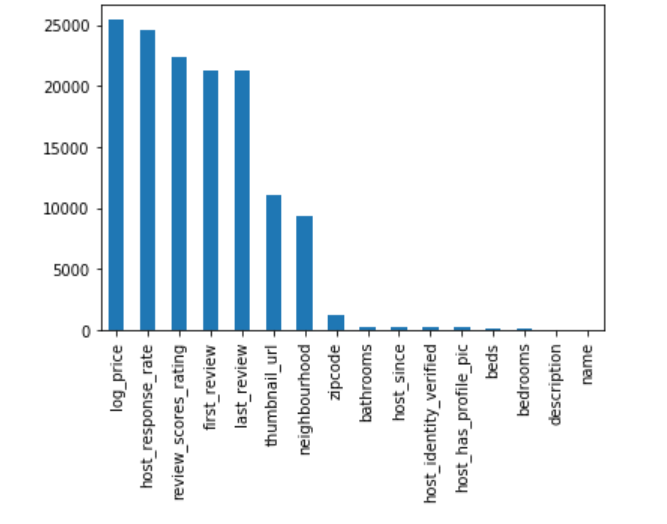 25000
20000
15000
10000
5000
0
log_price
host_response_rate
review_scores_rating
first_review
last_review
thumbnail_url
neighbourhood
zipcode
bathrooms
host_since
host_identity_verified
host_has_profile_pic
beds
bedrooms
description
name